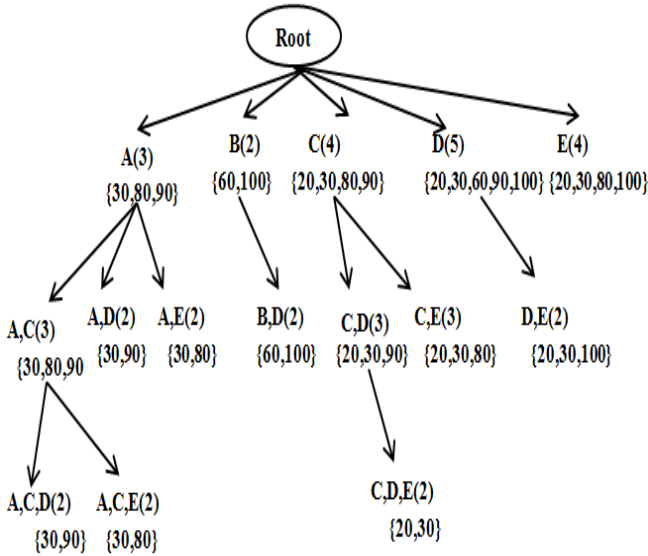 Root
A(3)
{30,80,90}
B(2)
{60,100}
C(4)
{20,30,80,90}
D(5)
{20,30,60,90,100}
E(4)
{20,30,80,100}
A,C(3)
{30,80,90
A,D(2)
{30,90}
A,E(2)
{30,80}
B,D(2)
{60,100}
C,D(3)
{20,30,90}
C,E(3)
{20,30,80}
D,E(2)
{20,30,100}
A,C,D(2)
{30,90}
A,C,E(2)
{30,80}
C,D,E(2)
{20,30}